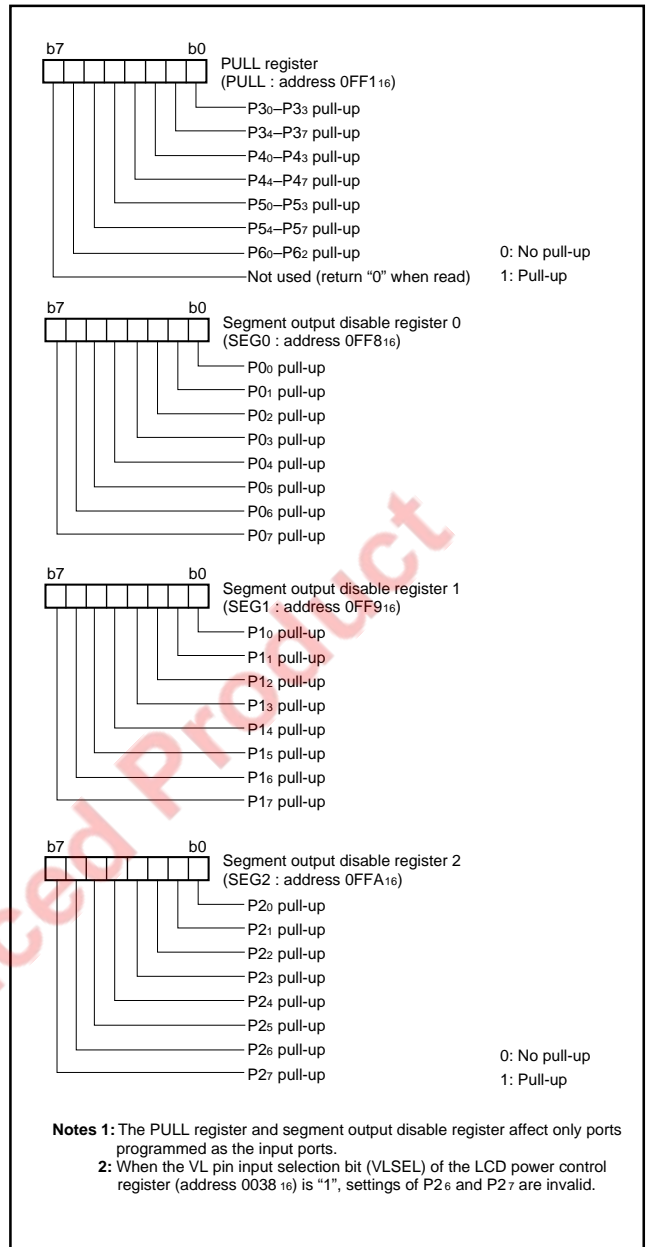 b7 b0
PULL register
(PULL : address 0FF116)
P30–P33 pull-up
P34–P37 pull-up
P40–P43 pull-up
P44–P47 pull-up
P50–P53 pull-up
P54–P57 pull-up
P60–P62 pull-up
Not used (return “0” when read)
0: No pull-up
1: Pull-up
b7 b0
Segment output disable register 0
(SEG0 : address 0FF816)
P00 pull-up
P01 pull-up
P02 pull-up
P03 pull-up
P04 pull-up
P05 pull-up
P06 pull-up
P07 pull-up
b7 b0
Segment output disable register 1
(SEG1 : address 0FF916)
P10 pull-up
P11 pull-up
P12 pull-up
P13 pull-up
P14 pull-up
P15 pull-up
P16 pull-up
P17 pull-up
b7 b0
Segment output disable register 2
(SEG2 : address 0FFA16)
P20 pull-up
P21 pull-up
P22 pull-up
P23 pull-up
P24 pull-up
P25 pull-up
P26 pull-up
P27 pull-up
0: No pull-up
1: Pull-up
Notes 1: The PULL register and segment output disable register affect only ports
programmed as the input ports.
2: When the VL pin input selection bit (VLSEL) of the LCD power control
register (address 0038 16) is “1”, settings of P26 and P27 are invalid.
ced Product